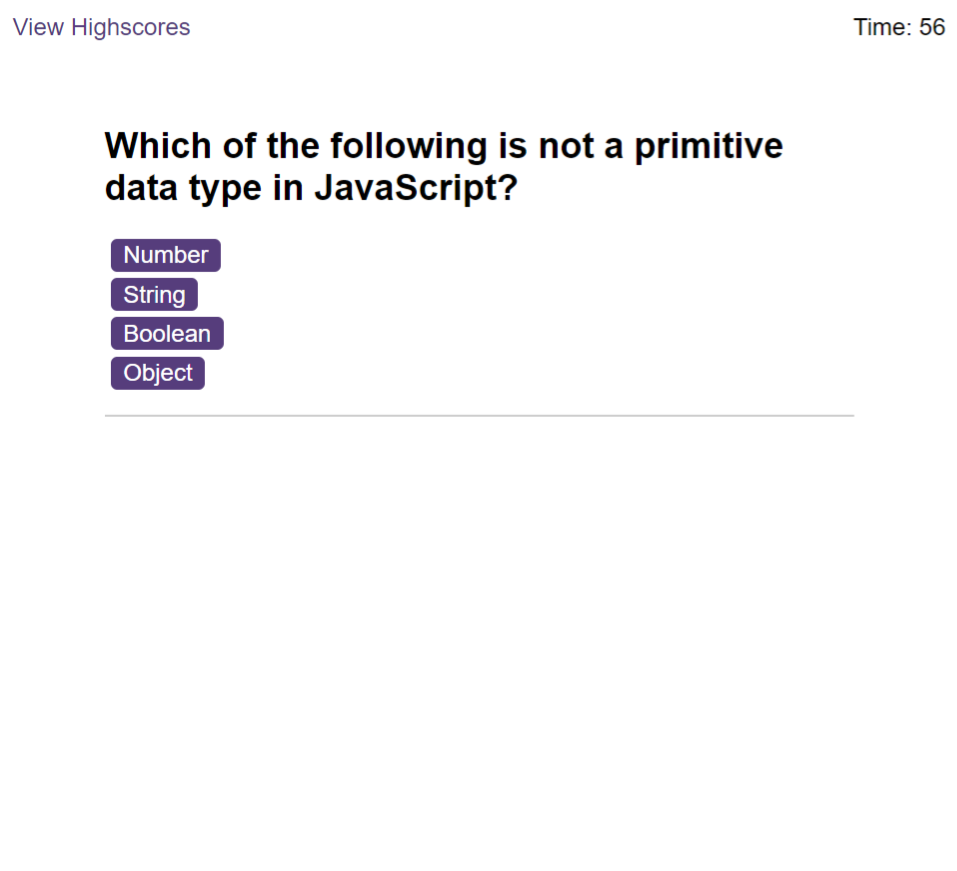 View Highscores
Time: 56
Which of the following is not a primitive
data type in JavaScript?
Number
String
Boolean
Object